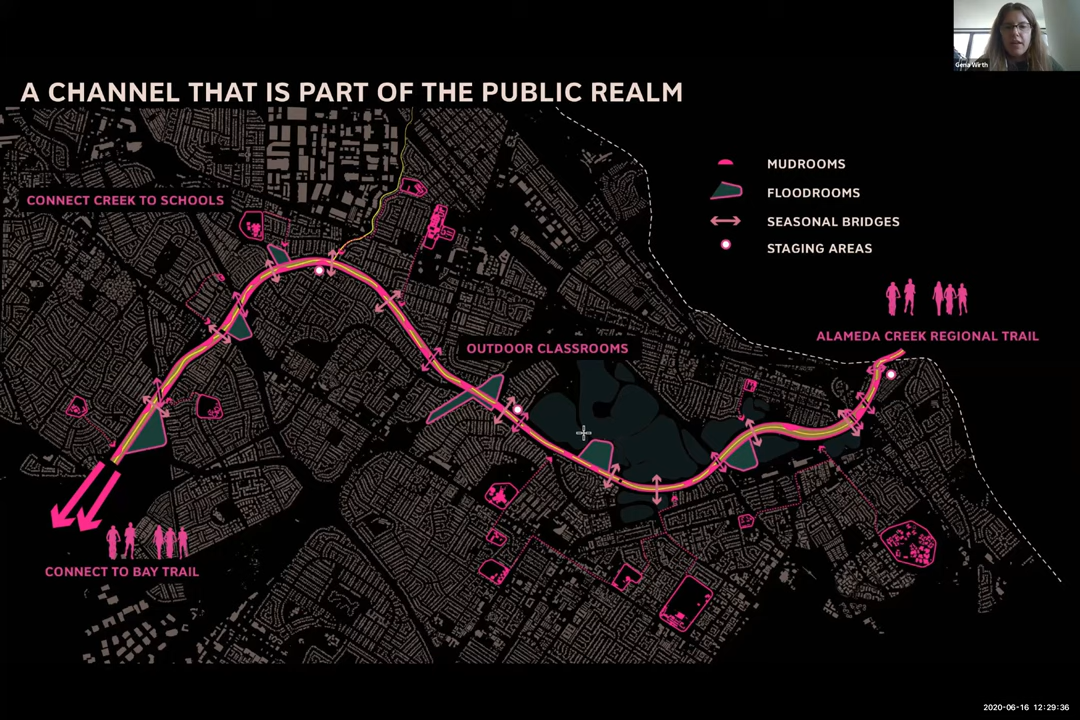 Gena Wirth
A CHANNEL THAT IS PART OF THE PUBLIC REALM
MUDROOMS
FLOODROOMS
SEASONAL BRIDGES
STAGING AREAS
CONNECT CREEK TO SCHOOLS
ALAMEDA CREEK REGIONAL TRAIL
OUTDOOR CLASSROOMS
CONNECT TO BAY TRAIL
2020-06-16 12:29:36